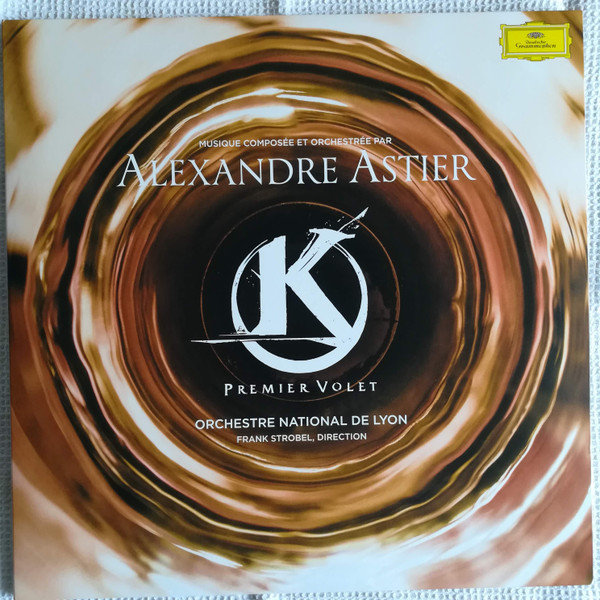 Deutsche
Grammophon
MUSIQUE COMPOSÉE ET ORCHESTRÉE PAR
ALEXANDRE ASTIER
K
PREMIER VOLET
ORCHESTRE NATIONAL DE LYON
FRANK STROBEL, DIRECTION